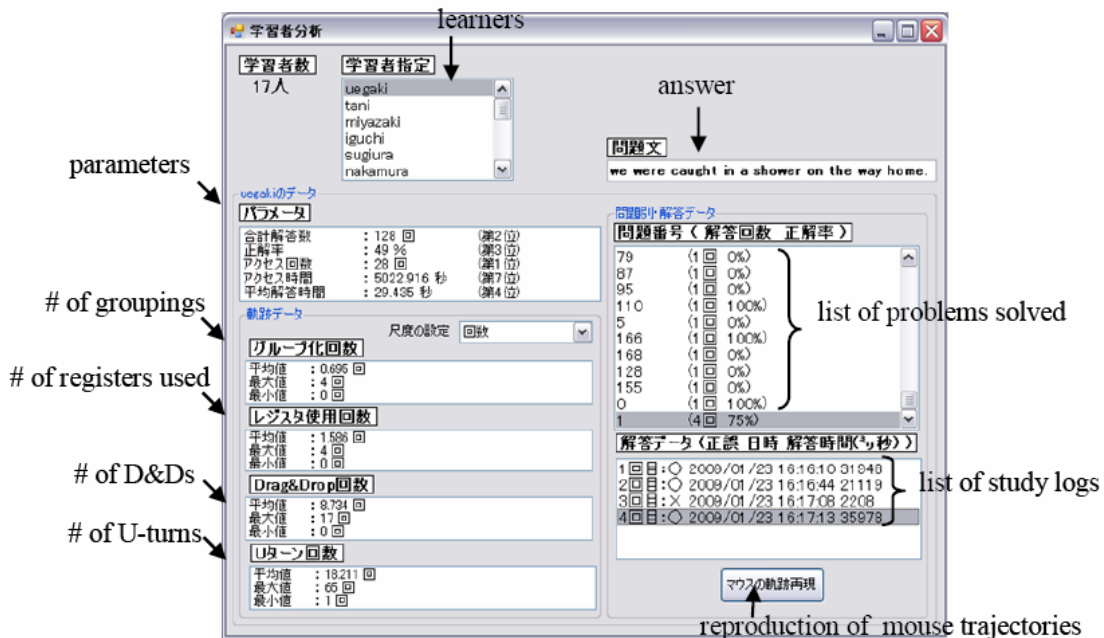 learners
学習者分析
学習者数
学習者指定
17人
uegaki
tani
miyazaki
iguchi
sugiura
nakamura
answer
問題文
we were caught in a shower on the way home.
parameters
uegakiのデータ
パラメータ
合計解答数 : 128 回 (第2位)
正解率 : 49 % (第3位)
アクセス回数 : 28 回 (第1位)
アクセス時間 : 5022.916 秒 (第7位)
平均解答時間 : 29.435 秒 (第4位)
# of groupings
軌跡データ
尺度の設定 回数
グループ化回数
平均値 : 0.695 回
最大値 : 4 回
最小値 : 0 回
# of registers used
レジスタ使用回数
平均値 : 1.586 回
最大値 : 4 回
最小値 : 0 回
# of D&Ds
Drag&Drop回数
平均値 : 8.734 回
最大値 : 17 回
最小値 : 0 回
# of U-turns
Uターン回数
平均値 : 18.211 回
最大値 : 65 回
最小値 : 1 回
問題別・解答データ
問題番号 ( 解答回数 正解率 )
79 (1回 0%)
87 (1回 0%)
95 (1回 0%)
110 (1回 100%)
5 (1回 0%)
166 (1回 100%)
168 (1回 0%)
128 (1回 0%)
155 (1回 0%)
0 (1回 100%)
1 (4回 75%)
list of problems solved
解答データ (正誤 日時 解答時間(ミリ秒) )
1回目:○ 2009/01/23 16:16:10 31948
2回目:○ 2009/01/23 16:16:44 21119
3回目:× 2009/01/23 16:17:08 2208
4回目:○ 2009/01/23 16:17:13 35978
list of study logs
マウスの軌跡再現
reproduction of mouse trajectories